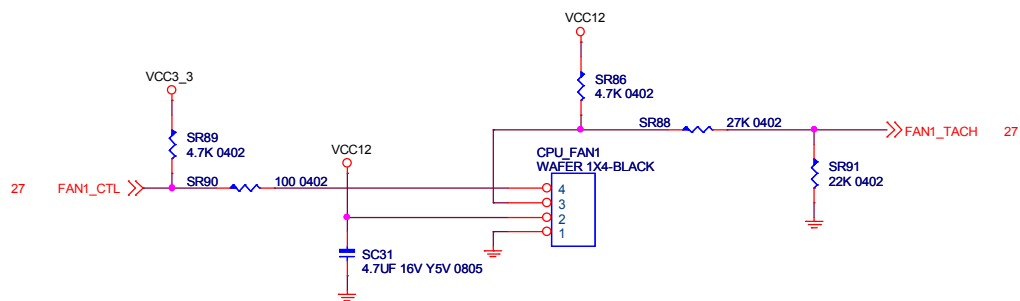 VCC12
VCC3_3
SR86
4.7K 0402
SR88
27K 0402
FAN1_TACH
27
SR89
4.7K 0402
VCC12
CPU_FAN1
WAFER 1X4-BLACK
SR91
22K 0402
27
FAN1_CTL
SR90
100 0402
4
3
2
1
SC31
4.7UF 16V Y5V 0805